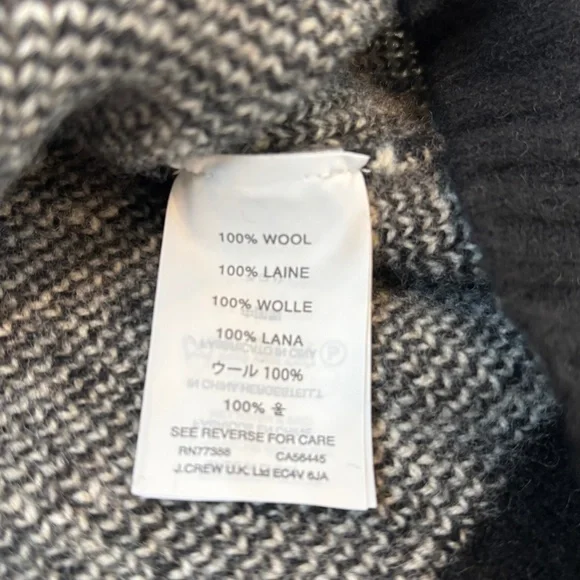 100% WOOL
100% LAINE
100% WOLLE
100% LANA
ウール 100%
100% 울
SEE REVERSE FOR CARE
RN77388 CA56445
J.CREW U.K. Ltd EC4V 6JA